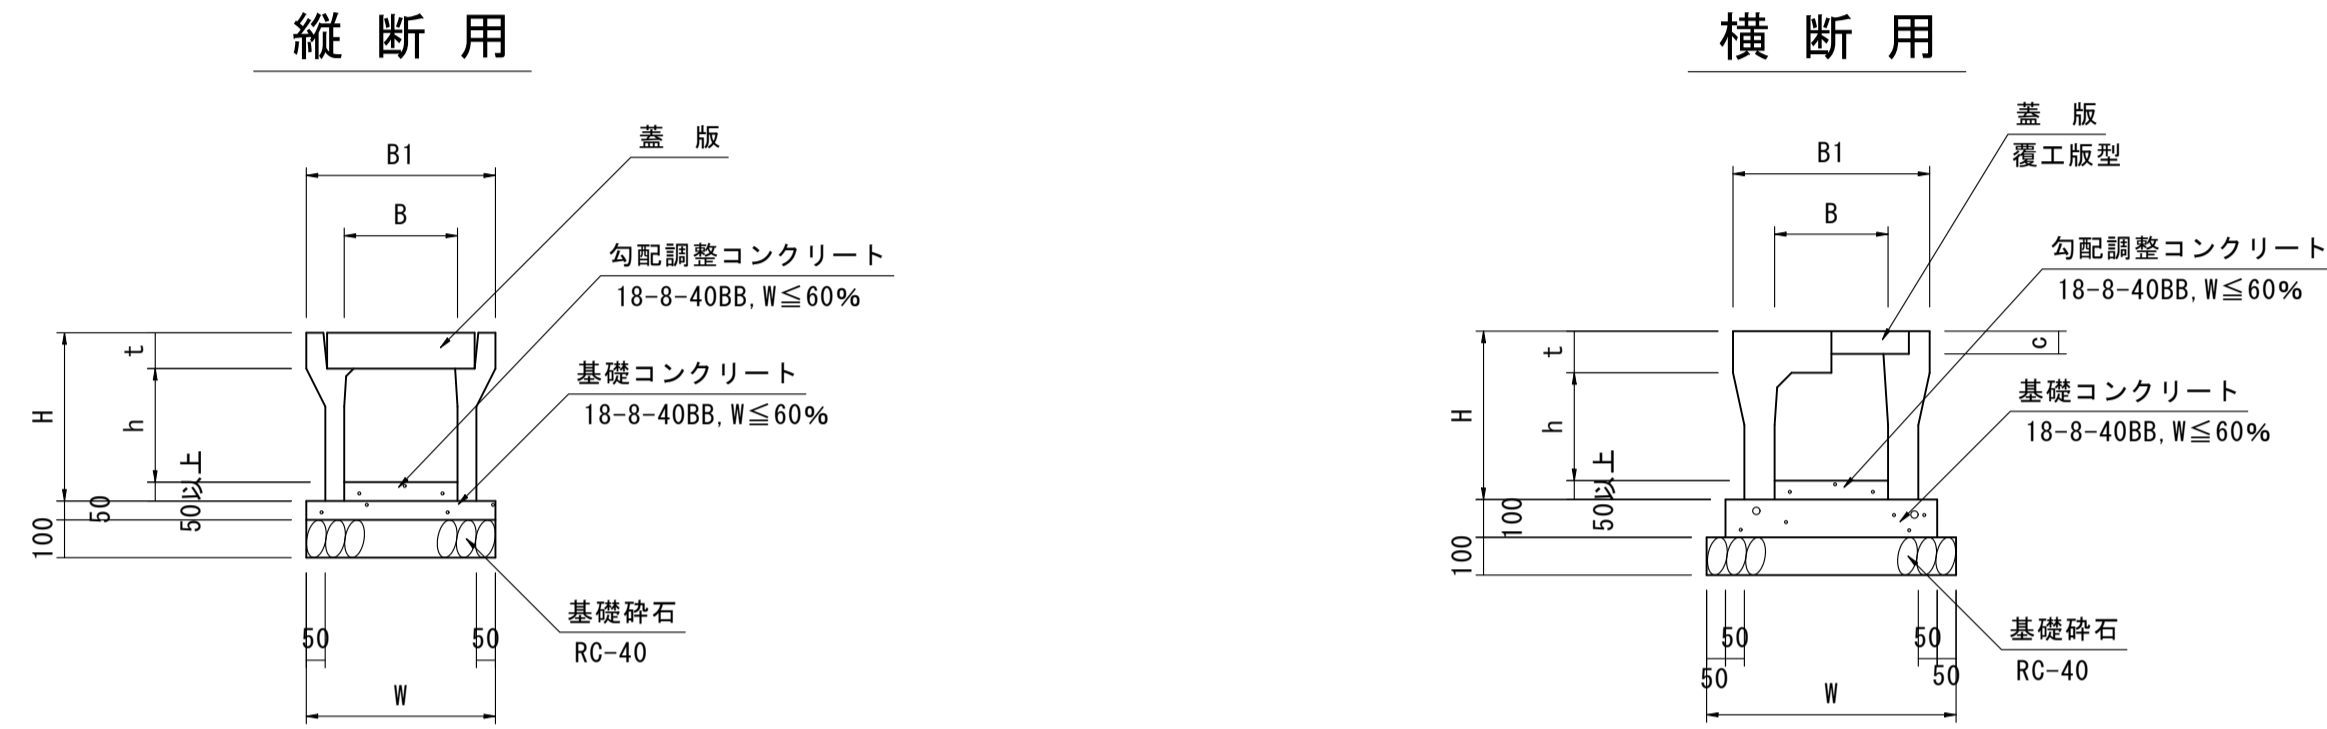 縦断用
B1
B
蓋版
勾配調整コンクリート
18-8-40BB,W≦60%
基礎コンクリート
18-8-40BB,W≦60%
H
t
h
50以上
50
100
基礎砕石
RC-40
50
50
W
横断用
B1
B
蓋版
覆工版型
勾配調整コンクリート
18-8-40BB,W≦60%
c
基礎コンクリート
18-8-40BB,W≦60%
H
t
h
50以上
100
100
基礎砕石
RC-40
50
50
50
50
W